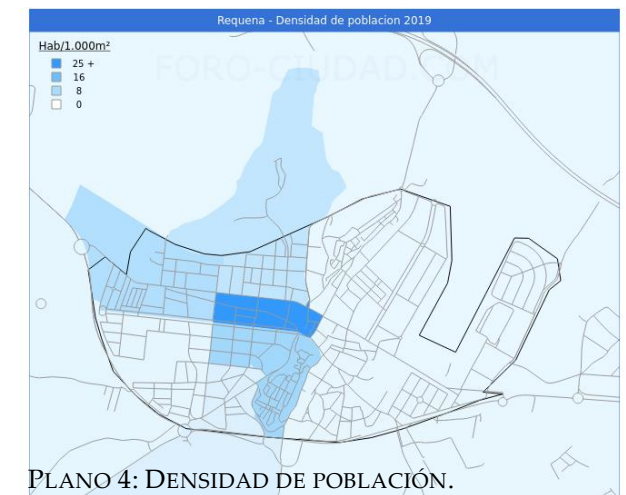 Requena - Densidad de poblacion 2019
Hab/1.000m²
25 +
16
8
0
FORO-CIUDAD.COM
PLANO 4: DENSIDAD DE POBLACIÓN.